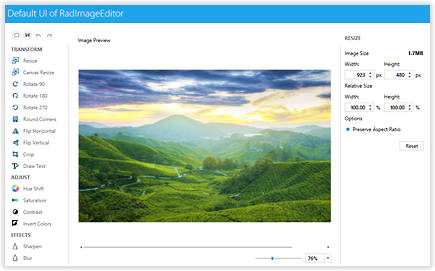 Default UI of RadImageEditor
TRANSFORM
Resize
Canvas Resize
Rotate 90
Rotate 180
Rotate 270
Round Corners
Flip Horizontal
Flip Vertical
Crop
Draw Text
ADJUST
Hue Shift
Saturation
Contrast
Invert Colors
EFFECTS
Sharpen
Blur
Image Preview
76%
RESIZE
Image Size 1.7MB
Width: Height:
923 px 480 px
Relative Size
Width: Height:
100.00 % 100.00 %
Options
Preserve Aspect Ratio
Reset